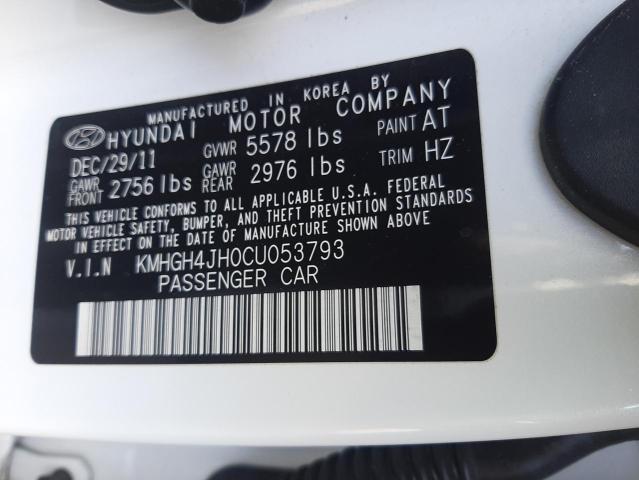 MANUFACTURED IN KOREA BY
HYUNDAI MOTOR COMPANY
DEC/29/11 GVWR 5578 lbs PAINT AT
GAWR FRONT 2756 lbs GAWR REAR 2976 lbs TRIM HZ
THIS VEHICLE CONFORMS TO ALL APPLICABLE U.S.A. FEDERAL
MOTOR VEHICLE SAFETY, BUMPER, AND THEFT PREVENTION STANDARDS
IN EFFECT ON THE DATE OF MANUFACTURE SHOWN ABOVE.
V.I.N KMHGH4JH0CU053793
PASSENGER CAR